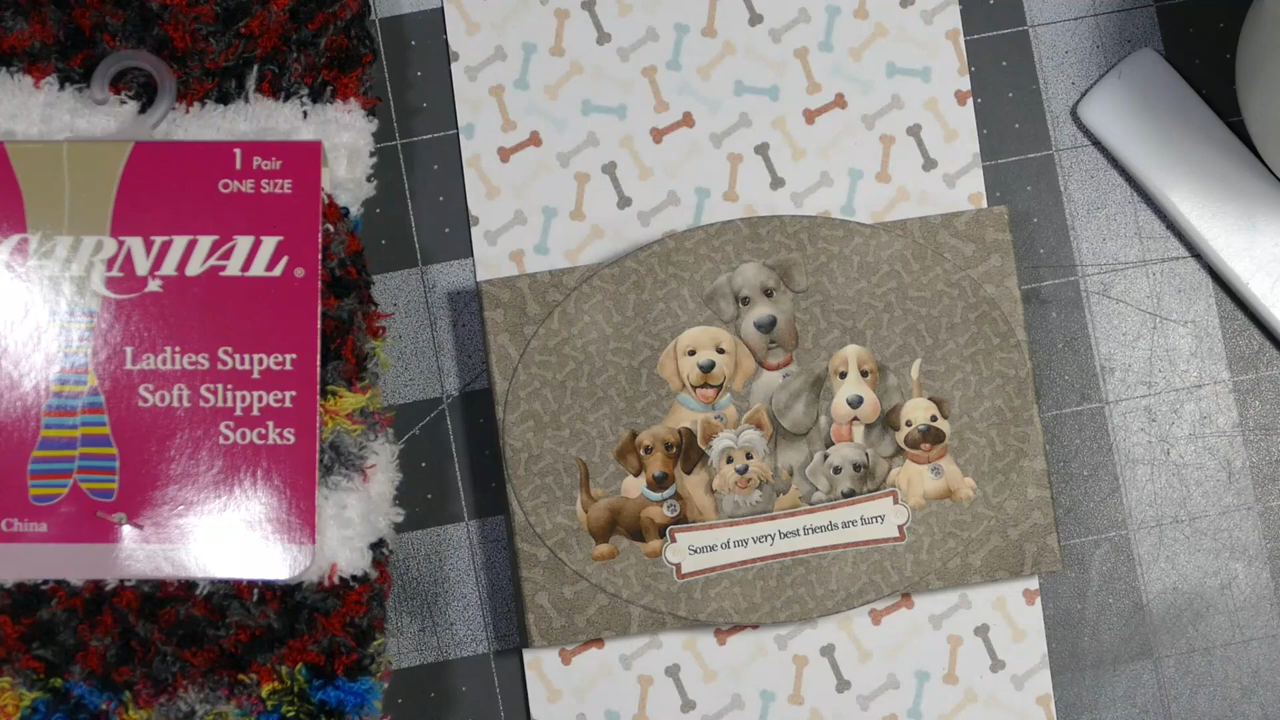 1 Pair
ONE SIZE
CARNIVAL®
Ladies Super
Soft Slipper
Socks
China
Some of my very best friends are furry